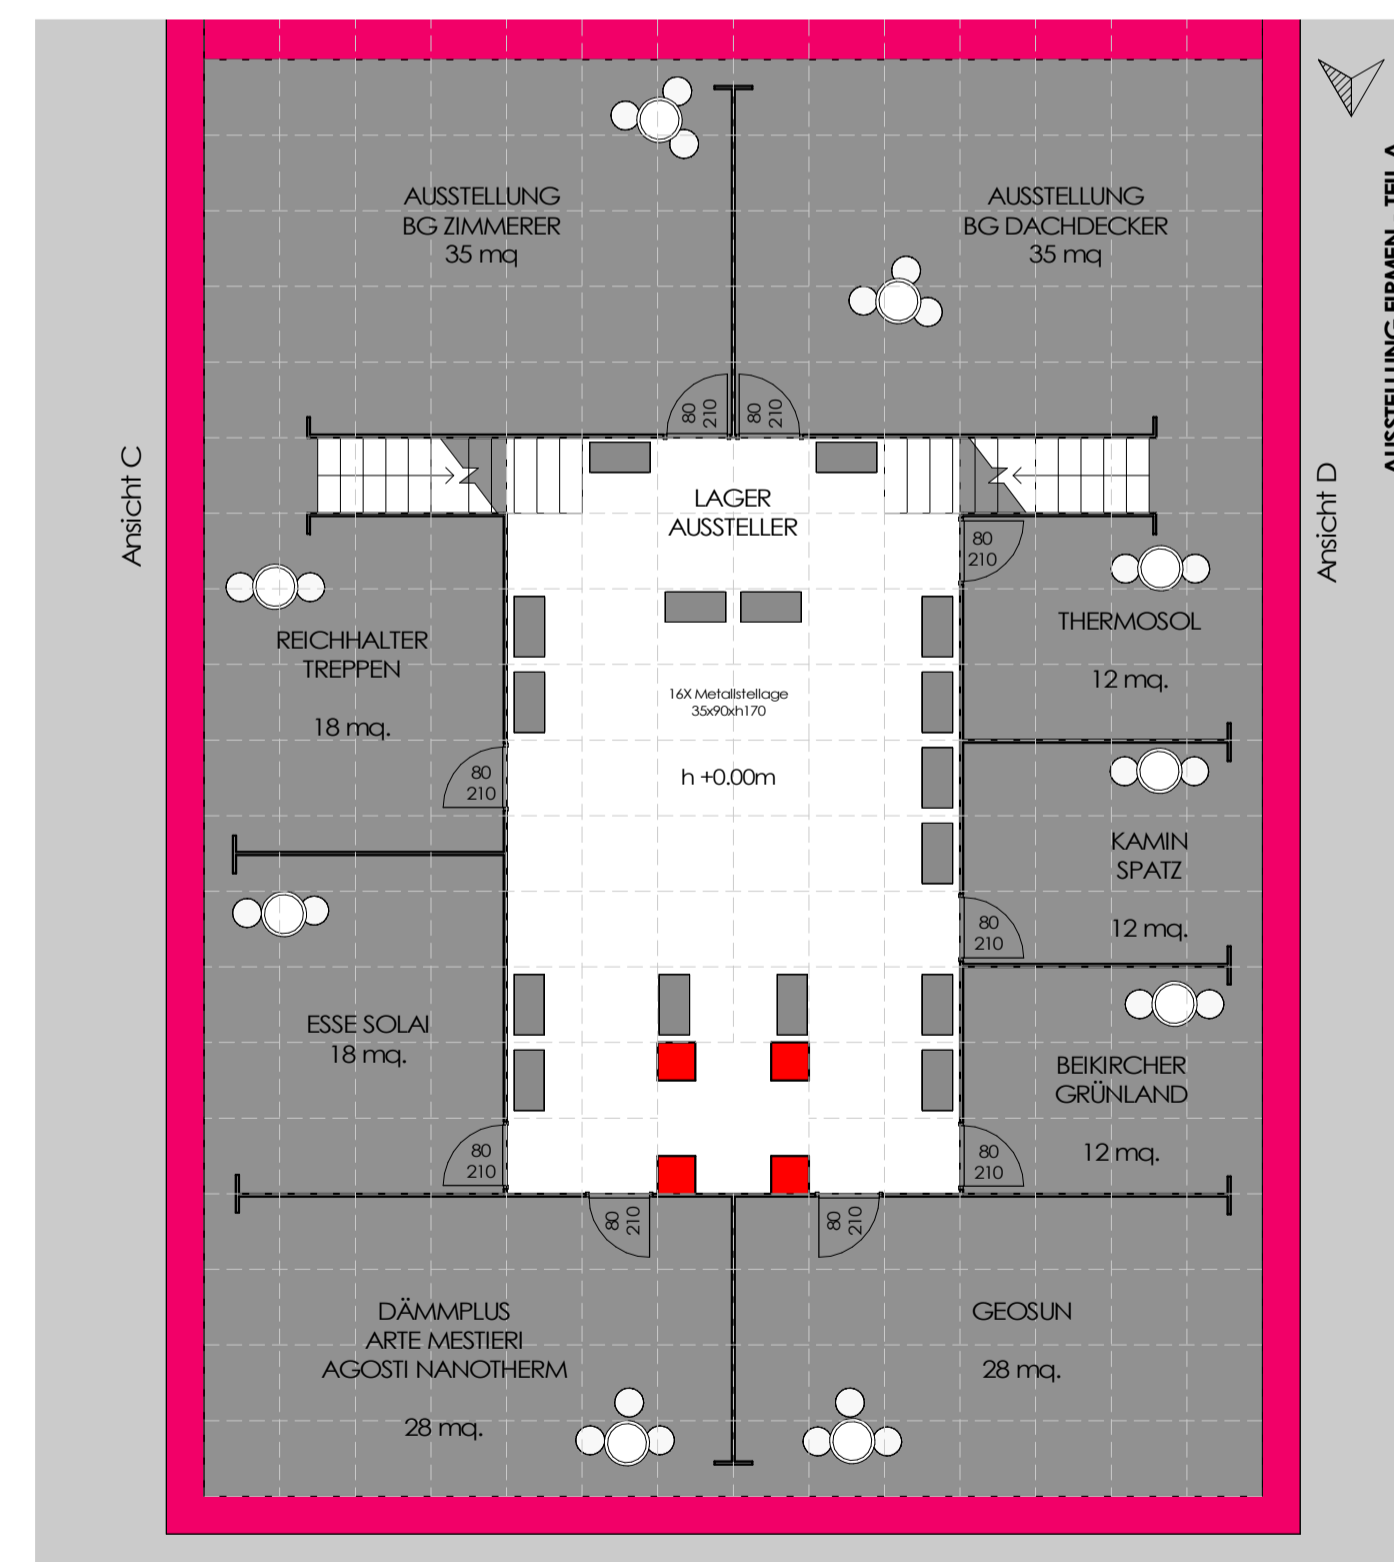 AUSSTELLUNG
BG ZIMMERER
35 mq
AUSSTELLUNG
BG DACHDECKER
35 mq
80
210
80
210
Ansicht C
LAGER
AUSSTELLER
80
210
Ansicht D
REICHHALTER
TREPPEN
18 mq.
THERMOSOL
12 mq.
16X Metallstellage
35x90xh170
h +0.00m
80
210
KAMIN
SPATZ
12 mq.
80
210
ESSE SOLAI
18 mq.
BEIKIRCHER
GRÜNLAND
12 mq.
80
210
80
210
80
210
80
210
DÄMMPLUS
ARTE MESTIERI
AGOSTI NANOTHERM
28 mq.
GEOSUN
28 mq.
AUSSTELLUNG FIRMEN - TEIL A